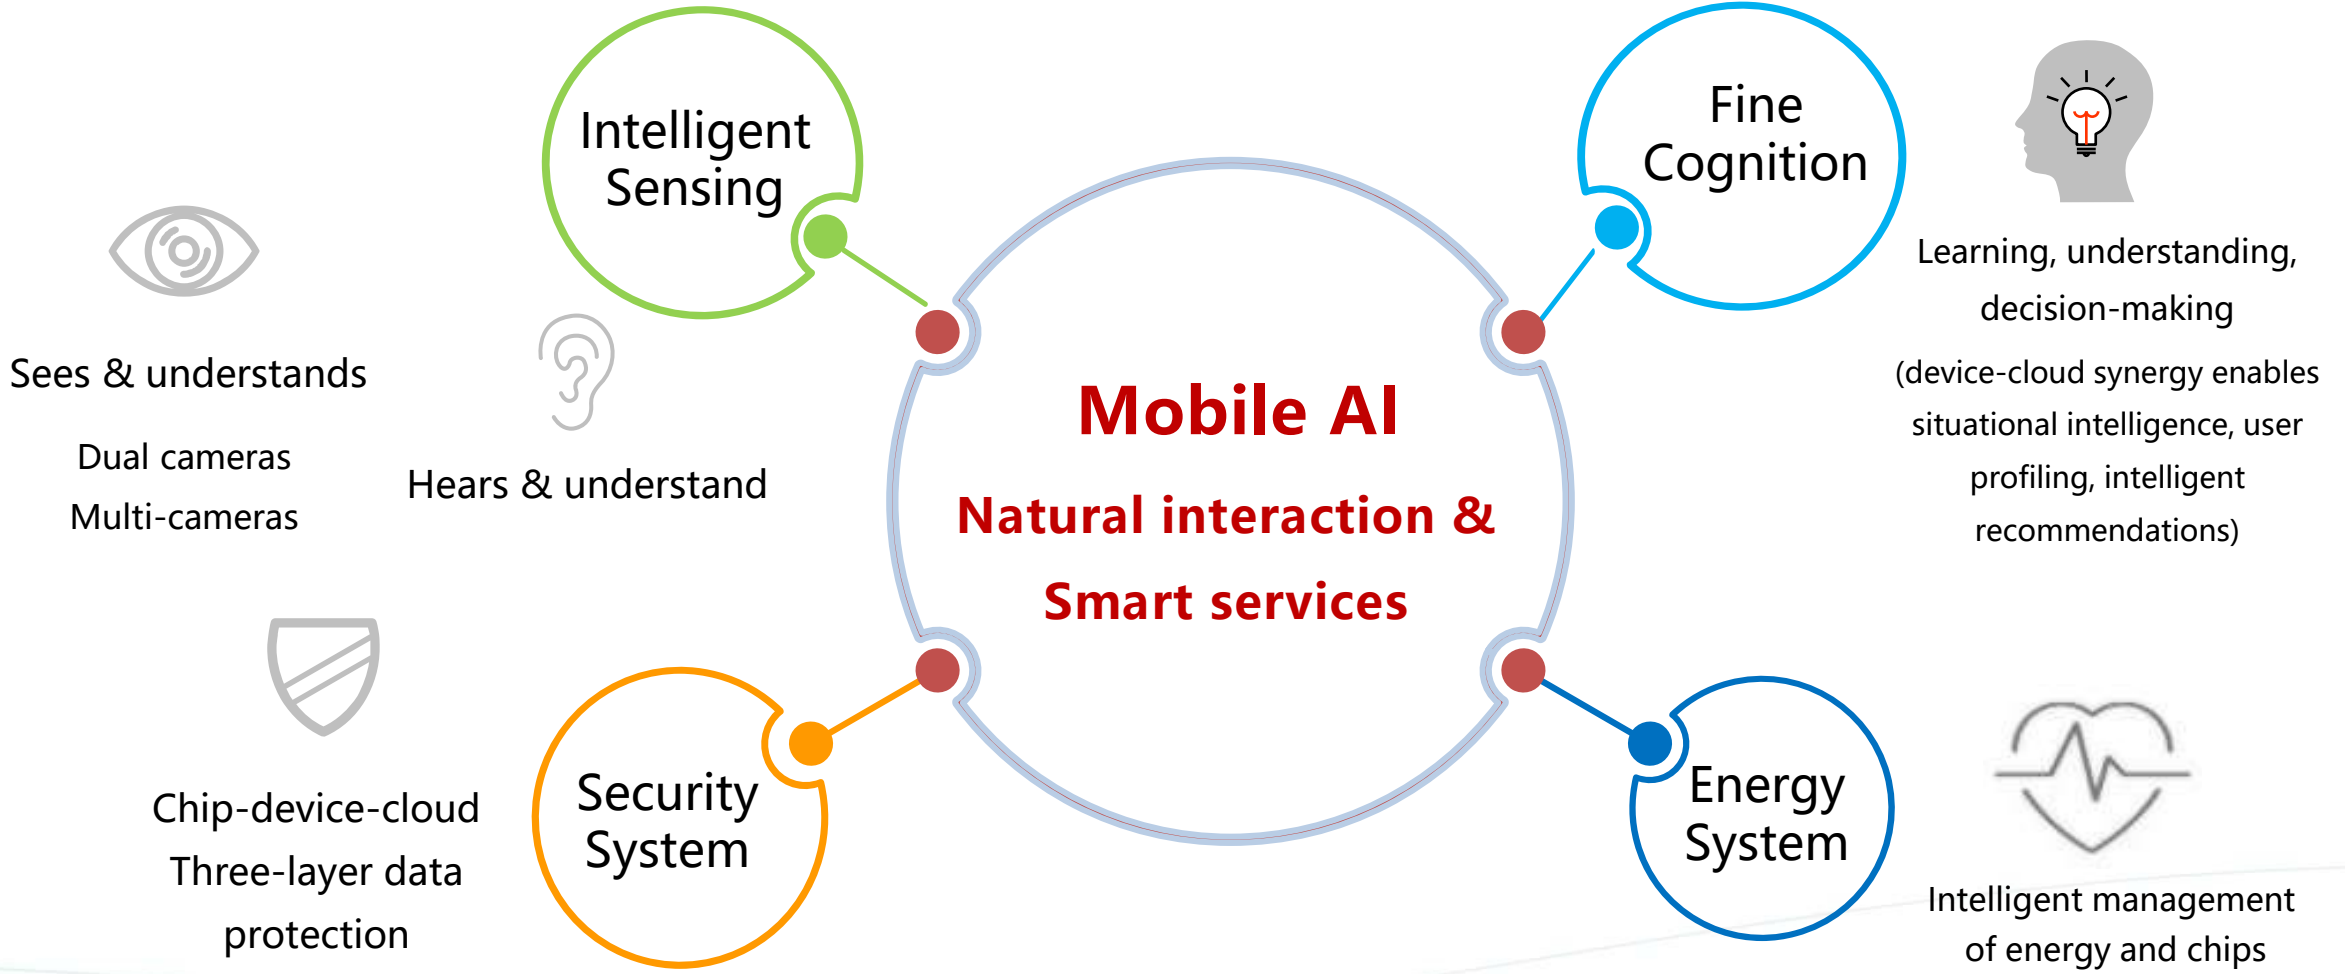 Intelligent
Sensing
Sees & understands
Dual cameras
Multi-cameras
Hears & understand
Fine
Cognition
Learning, understanding,
decision-making
(device-cloud synergy enables
situational intelligence, user
profiling, intelligent
recommendations)
Mobile AI
Natural interaction &
Smart services
Security
System
Chip-device-cloud
Three-layer data
protection
Energy
System
Intelligent management
of energy and chips